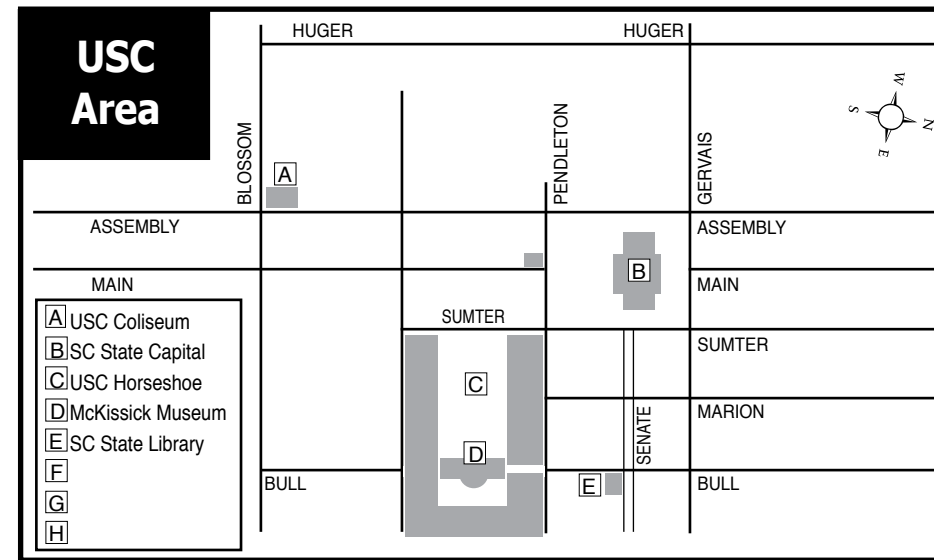 USC
Area
HUGER
HUGER
W
S
N
E
BLOSSOM
A
PENDLETON
GERVAIS
ASSEMBLY
ASSEMBLY
B
MAIN
MAIN
SUMTER
SUMTER
C
MARION
SENATE
D
BULL
E
BULL
A USC Coliseum
B SC State Capital
C USC Horseshoe
D McKissick Museum
E SC State Library
F
G
H